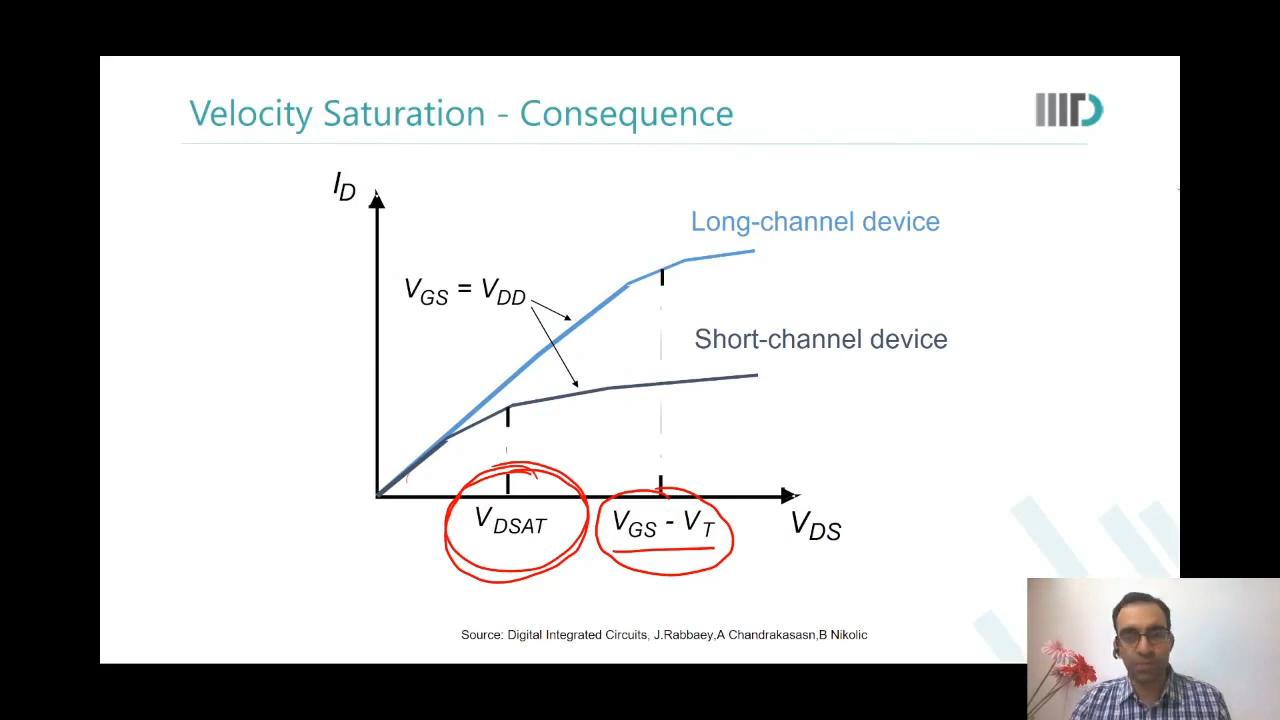 Velocity Saturation - Consequence
IIITD
I_D
Long-channel device
V_GS = V_DD
Short-channel device
V_DSAT
V_GS - V_T
V_DS
Source: Digital Integrated Circuits, J.Rabbaey,A Chandrakasasn,B Nikolic